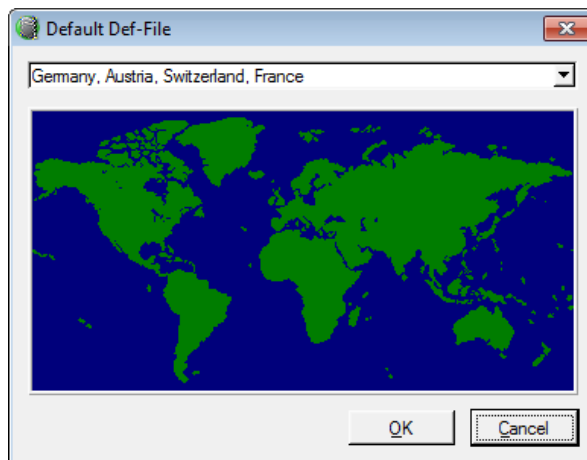 Default Def-File
Germany, Austria, Switzerland, France
OK
Cancel